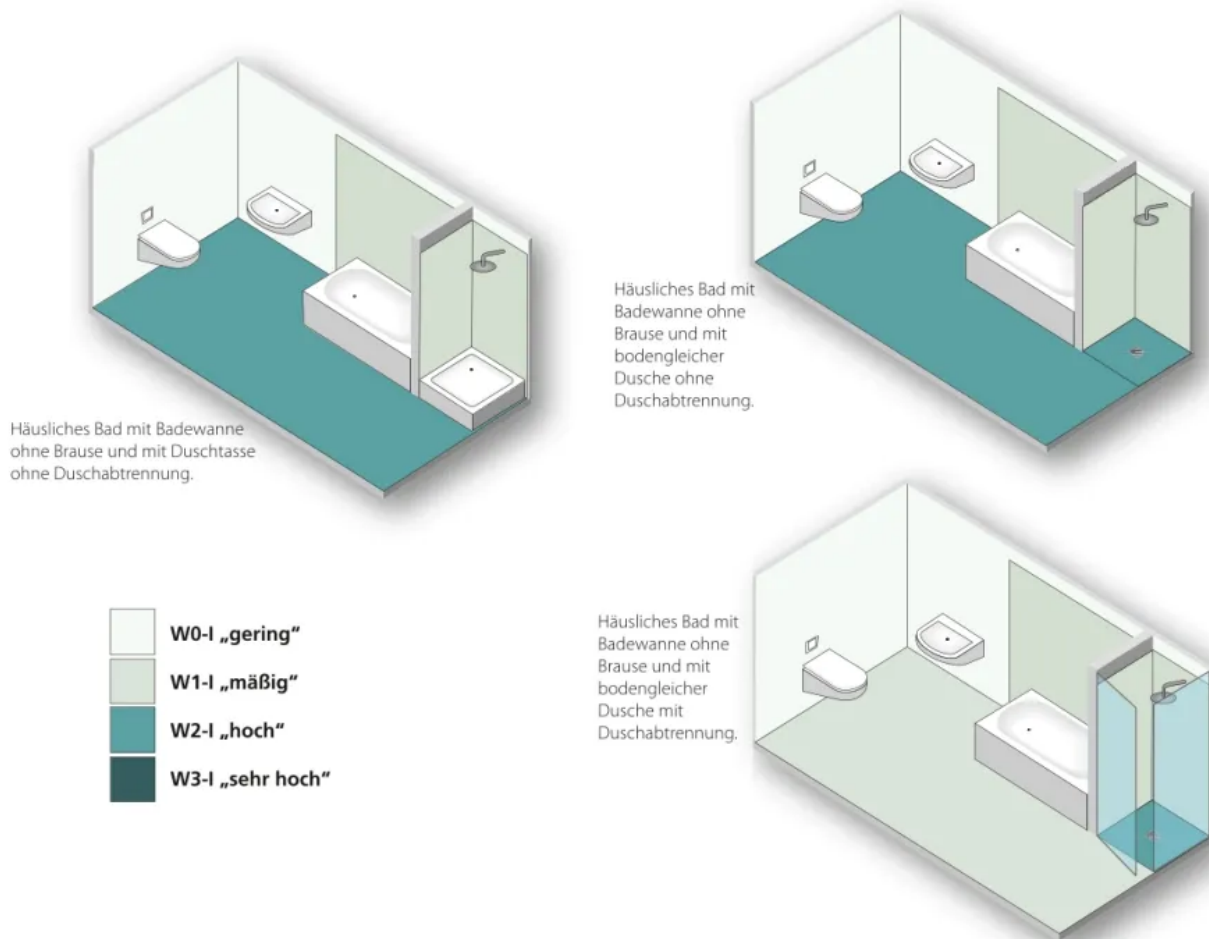 Häusliches Bad mit Badewanne
ohne Brause und mit Duschtasse
ohne Duschabtrennung.
Häusliches Bad mit
Badewanne ohne
Brause und mit
bodengleicher
Dusche ohne
Duschabtrennung.
W0-I „gering“
W1-I „mäßig“
W2-I „hoch“
W3-I „sehr hoch“
Häusliches Bad mit
Badewanne ohne
Brause und mit
bodengleicher
Dusche mit
Duschabtrennung.